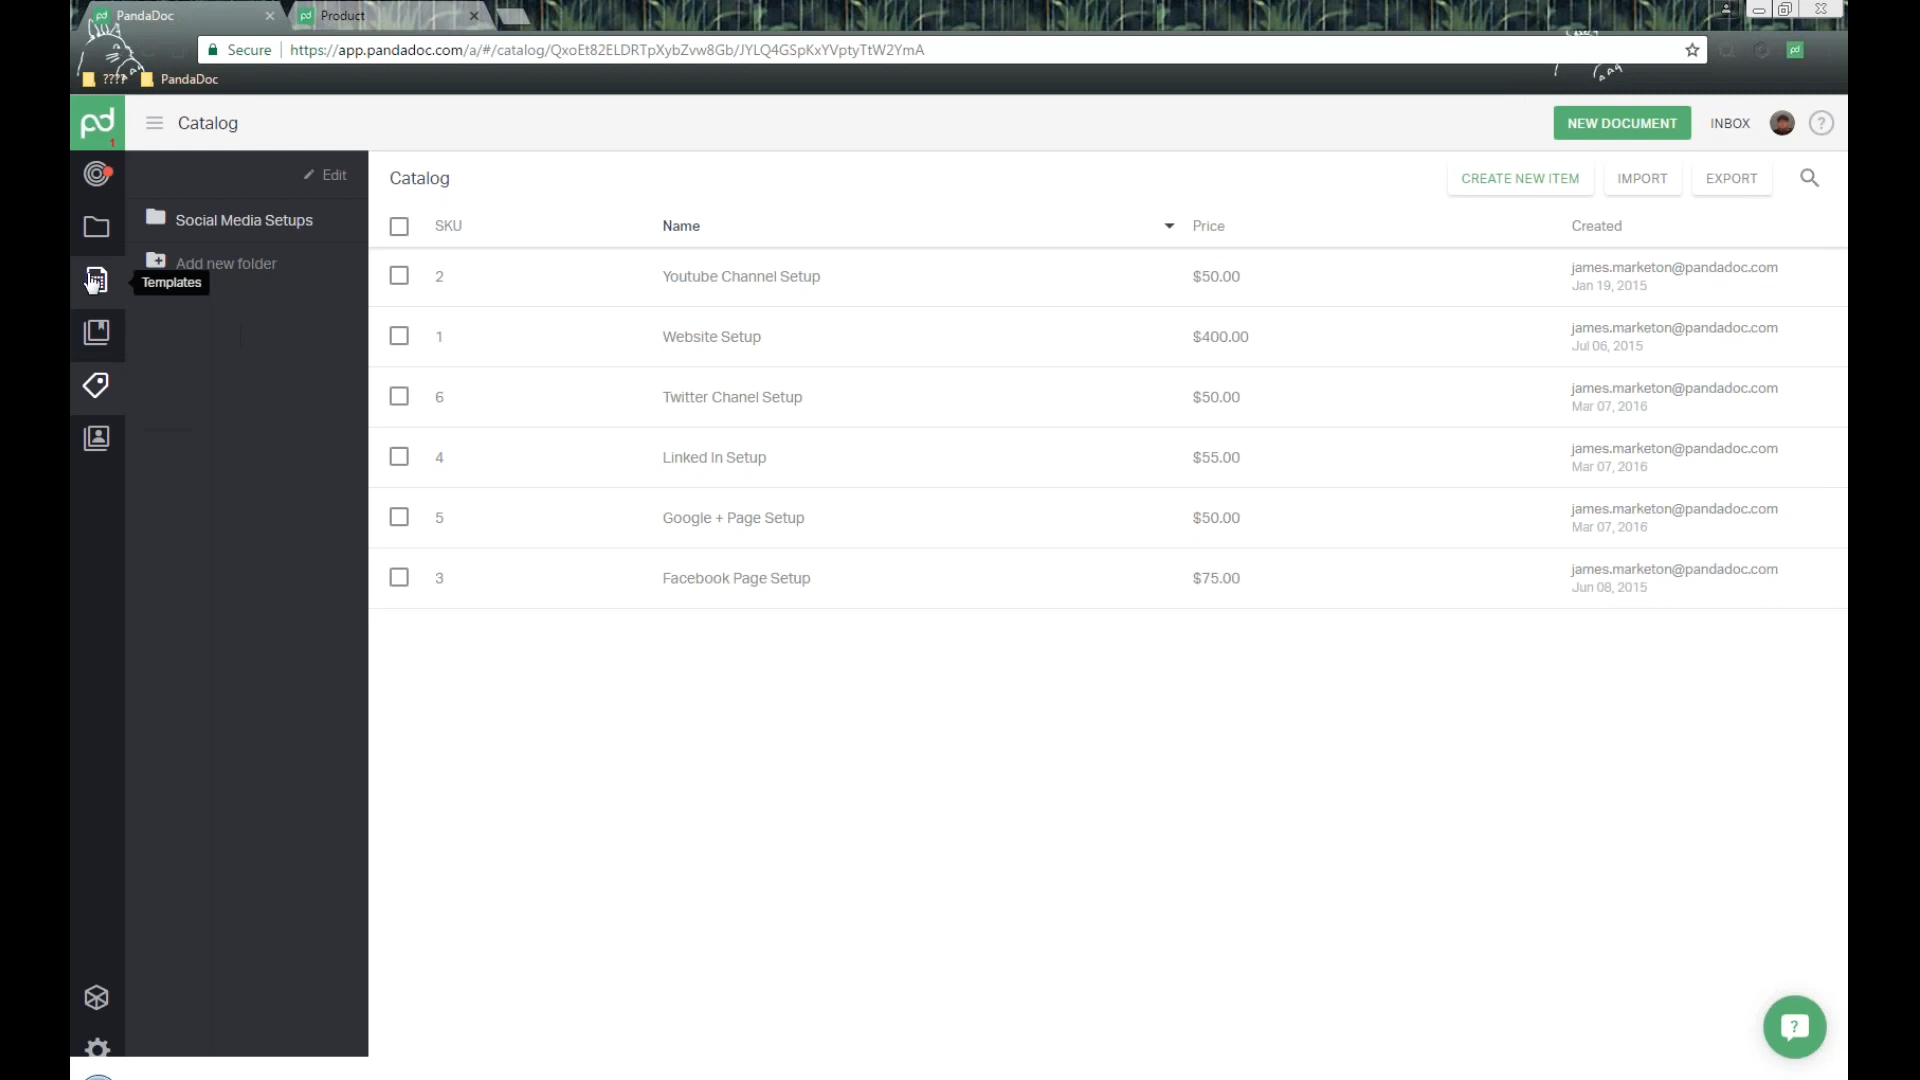 PandaDoc
Product
Secure
https://app.pandadoc.com/a/#/catalog/QxoEt82ELDRTpXybZvw8Gb/JYLQ4GSpKxYVptyTtW2YmA
????
PandaDoc
pd
1
Catalog
NEW DOCUMENT
INBOX
?
Edit
Social Media Setups
Add new folder
Templates
Catalog
CREATE NEW ITEM
IMPORT
EXPORT
SKU
Name
Price
Created
2
Youtube Channel Setup
$50.00
james.marketon@pandadoc.com
Jan 19, 2015
1
Website Setup
$400.00
james.marketon@pandadoc.com
Jul 06, 2015
6
Twitter Chanel Setup
$50.00
james.marketon@pandadoc.com
Mar 07, 2016
4
Linked In Setup
$55.00
james.marketon@pandadoc.com
Mar 07, 2016
5
Google + Page Setup
$50.00
james.marketon@pandadoc.com
Mar 07, 2016
3
Facebook Page Setup
$75.00
james.marketon@pandadoc.com
Jun 08, 2015
?